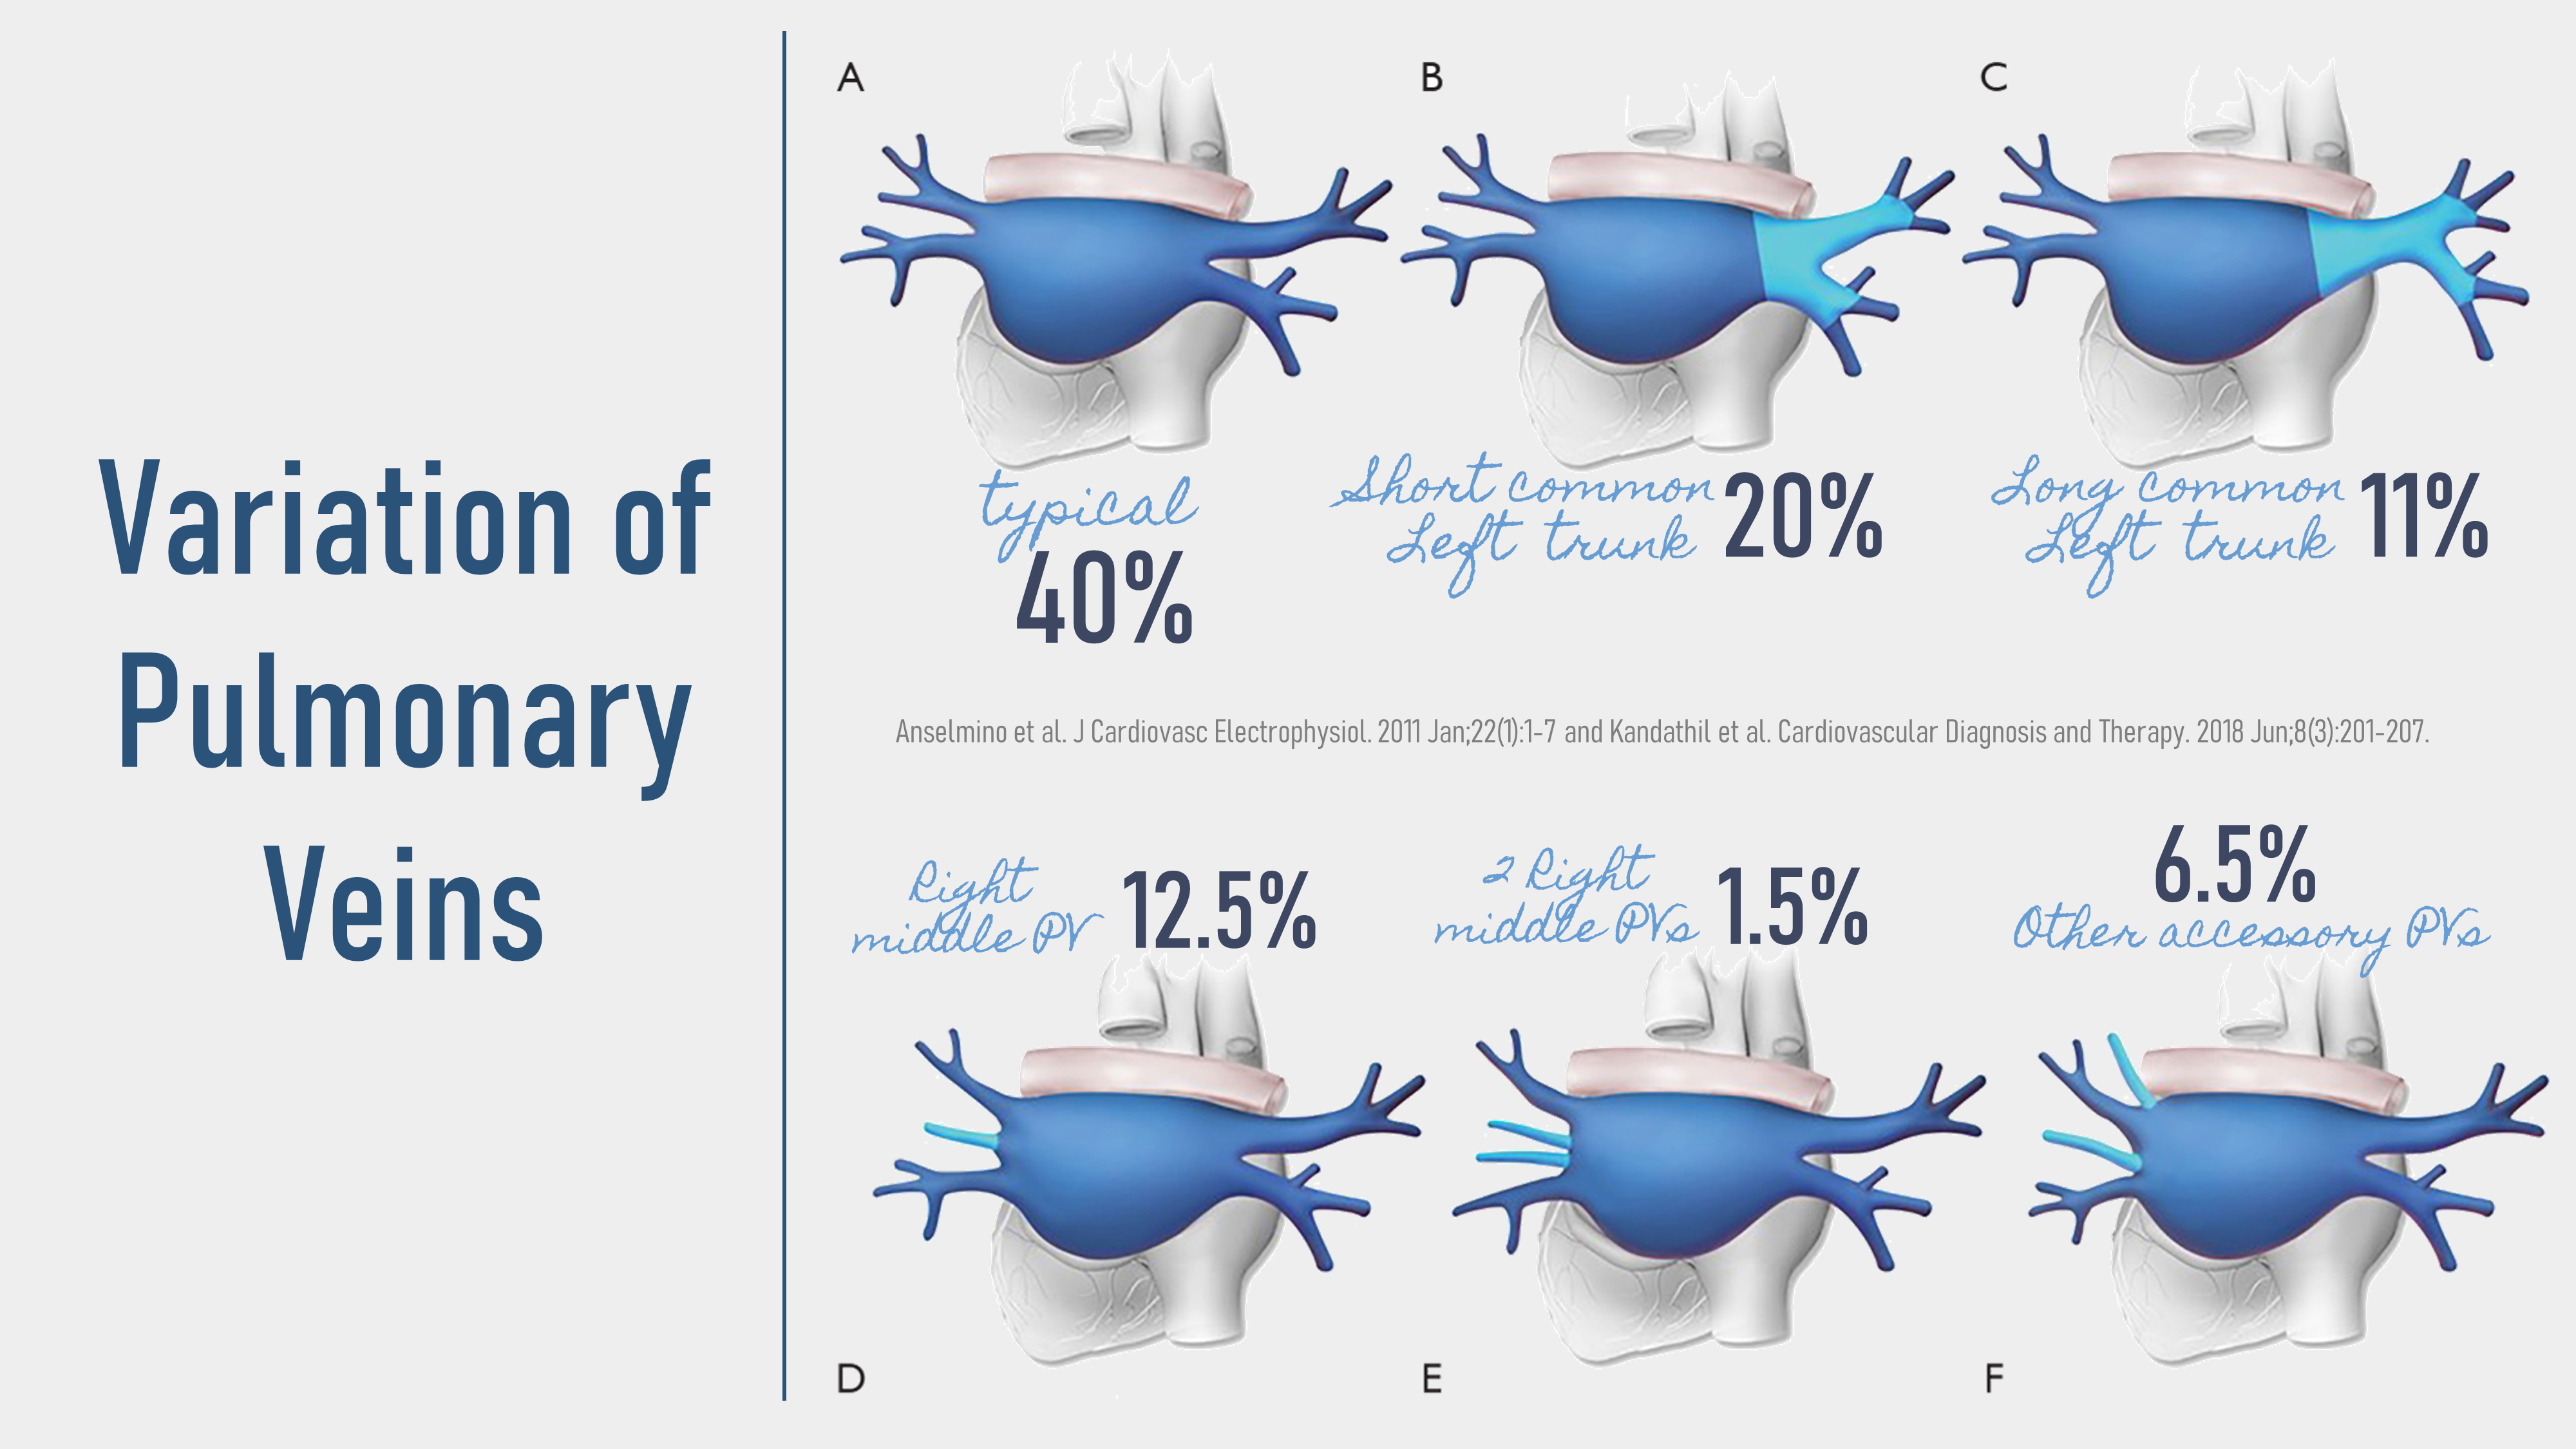 Variation of
Pulmonary
Veins
A
B
C
typical
40%
Short common
Left trunk
20%
Long common
Left trunk
11%
Anselmino et al. J Cardiovasc Electrophysiol. 2011 Jan;22(1):1-7 and Kandathil et al. Cardiovascular Diagnosis and Therapy. 2018 Jun;8(3):201-207.
Right
middle PV
12.5%
2 Right
middle PVs
1.5%
6.5%
Other accessory PVs
D
E
F